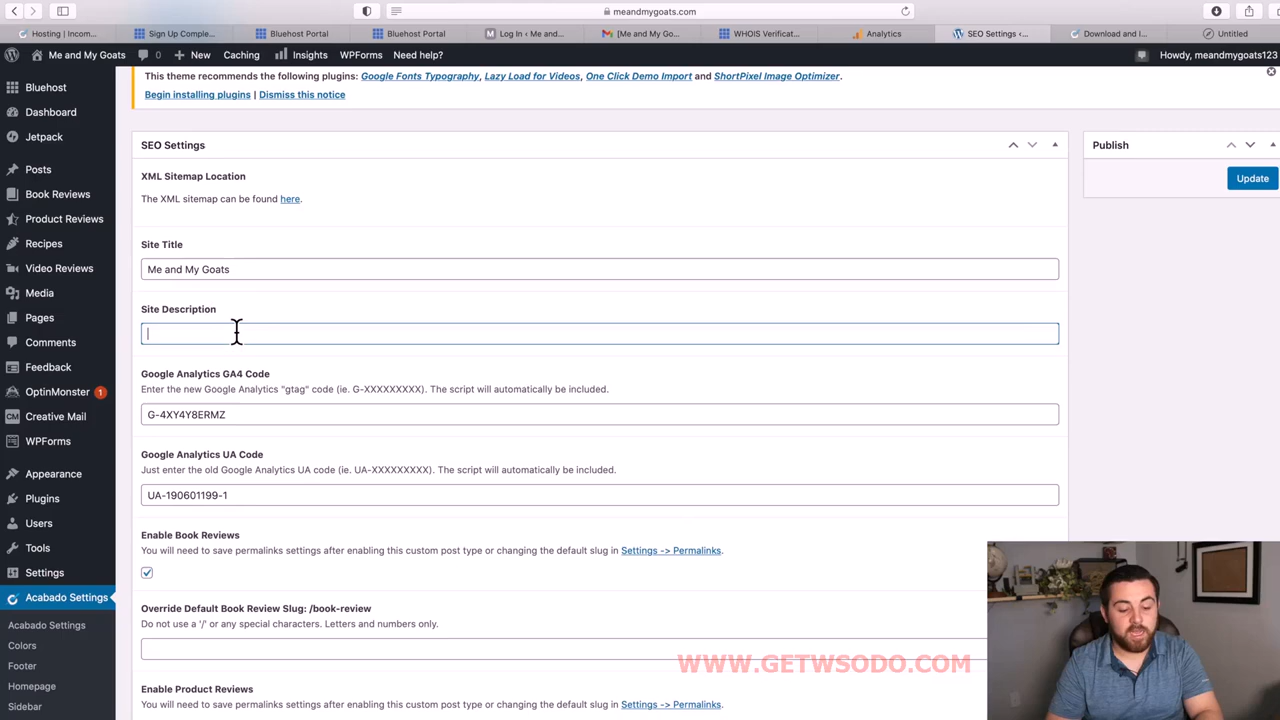 meandmygoats.com
Hosting | Incom...
Sign Up Comple...
Bluehost Portal
Bluehost Portal
Log In ‹ Me and...
[Me and My Go...
WHOIS Verificat...
Analytics
SEO Settings ‹...
Download and I...
Untitled
Me and My Goats
0
+ New
Caching
Insights
WPForms
Need help?
Howdy, meandmygoats123
This theme recommends the following plugins: Google Fonts Typography, Lazy Load for Videos, One Click Demo Import and ShortPixel Image Optimizer.
Begin installing plugins | Dismiss this notice
Bluehost
Dashboard
Jetpack
Posts
Book Reviews
Product Reviews
Recipes
Video Reviews
Media
Pages
Comments
Feedback
OptinMonster 1
CM Creative Mail
WPForms
Appearance
Plugins
Users
Tools
Settings
Acabado Settings
Acabado Settings
Colors
Footer
Homepage
Sidebar
SEO Settings
XML Sitemap Location
The XML sitemap can be found here.
Site Title
Me and My Goats
Site Description
Google Analytics GA4 Code
Enter the new Google Analytics "gtag" code (ie. G-XXXXXXXXX). The script will automatically be included.
G-4XY4Y8ERMZ
Google Analytics UA Code
Just enter the old Google Analytics UA code (ie. UA-XXXXXXXXX). The script will automatically be included.
UA-190601199-1
Enable Book Reviews
You will need to save permalinks settings after enabling this custom post type or changing the default slug in Settings -> Permalinks.
Override Default Book Review Slug: /book-review
Do not use a '/' or any special characters. Letters and numbers only.
Enable Product Reviews
You will need to save permalinks settings after enabling this custom post type or changing the default slug in Settings -> Permalinks.
Publish
Update
WWW.GETWSODO.COM